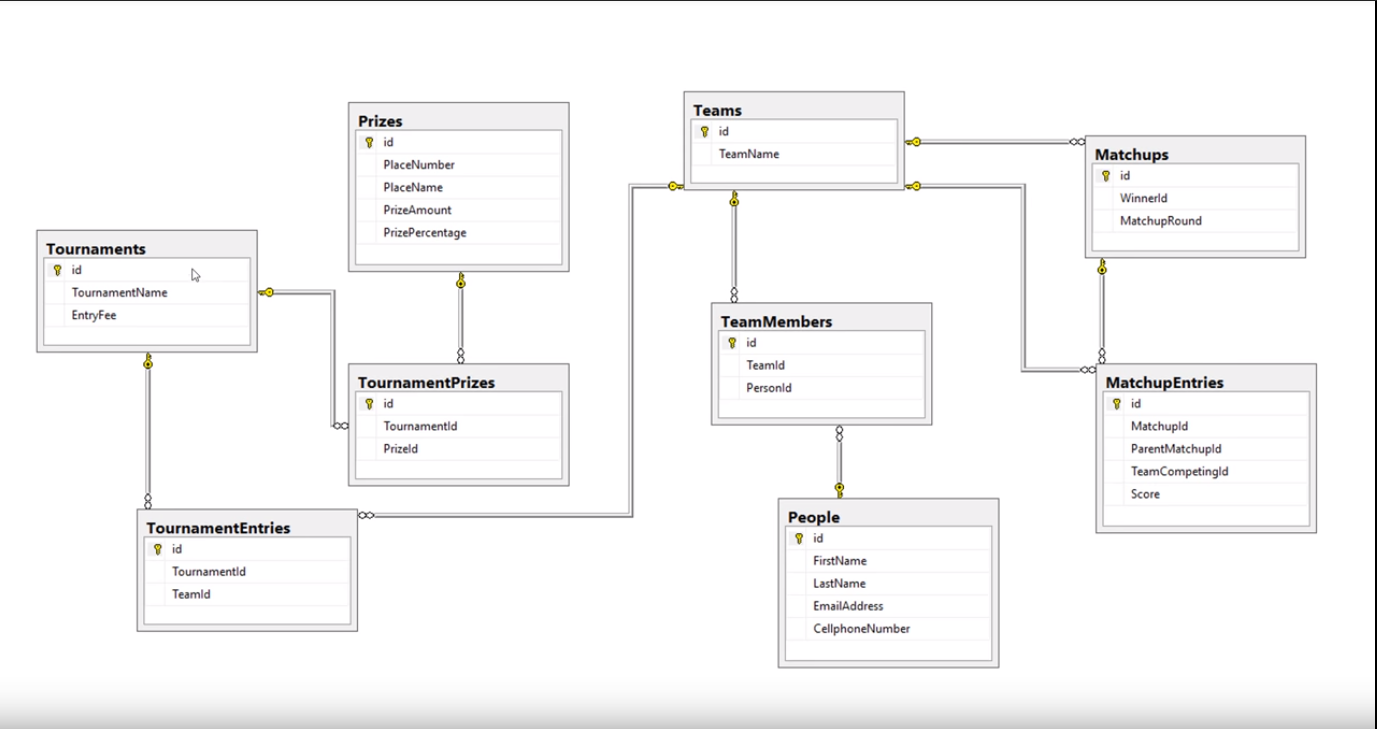 Tournaments
id
TournamentName
EntryFee
Prizes
id
PlaceNumber
PlaceName
PrizeAmount
PrizePercentage
TournamentPrizes
id
TournamentId
PrizeId
TournamentEntries
id
TournamentId
TeamId
Teams
id
TeamName
TeamMembers
id
TeamId
PersonId
People
id
FirstName
LastName
EmailAddress
CellphoneNumber
Matchups
id
WinnerId
MatchupRound
MatchupEntries
id
MatchupId
ParentMatchupId
TeamCompetingId
Score